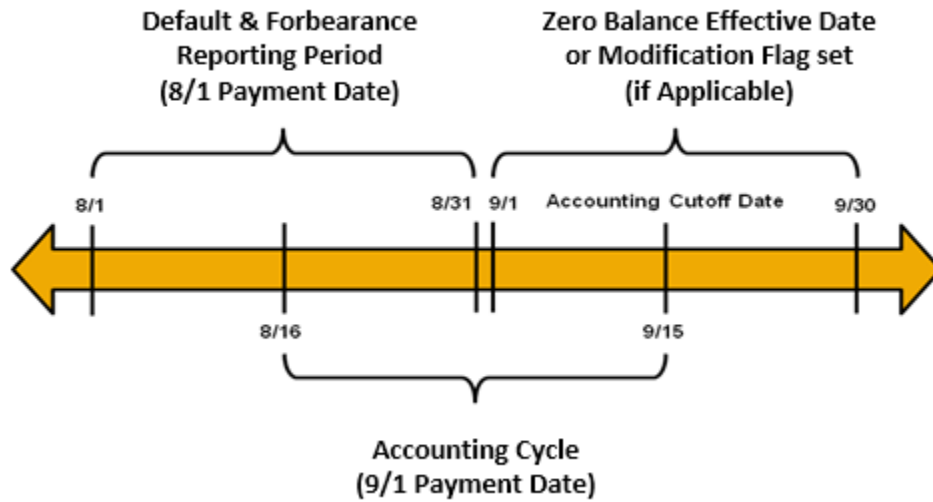 Default & Forbearance
Reporting Period
(8/1 Payment Date)
Zero Balance Effective Date
or Modification Flag set
(if Applicable)
8/1
8/31
9/1
Accounting Cutoff Date
9/30
8/16
9/15
Accounting Cycle
(9/1 Payment Date)